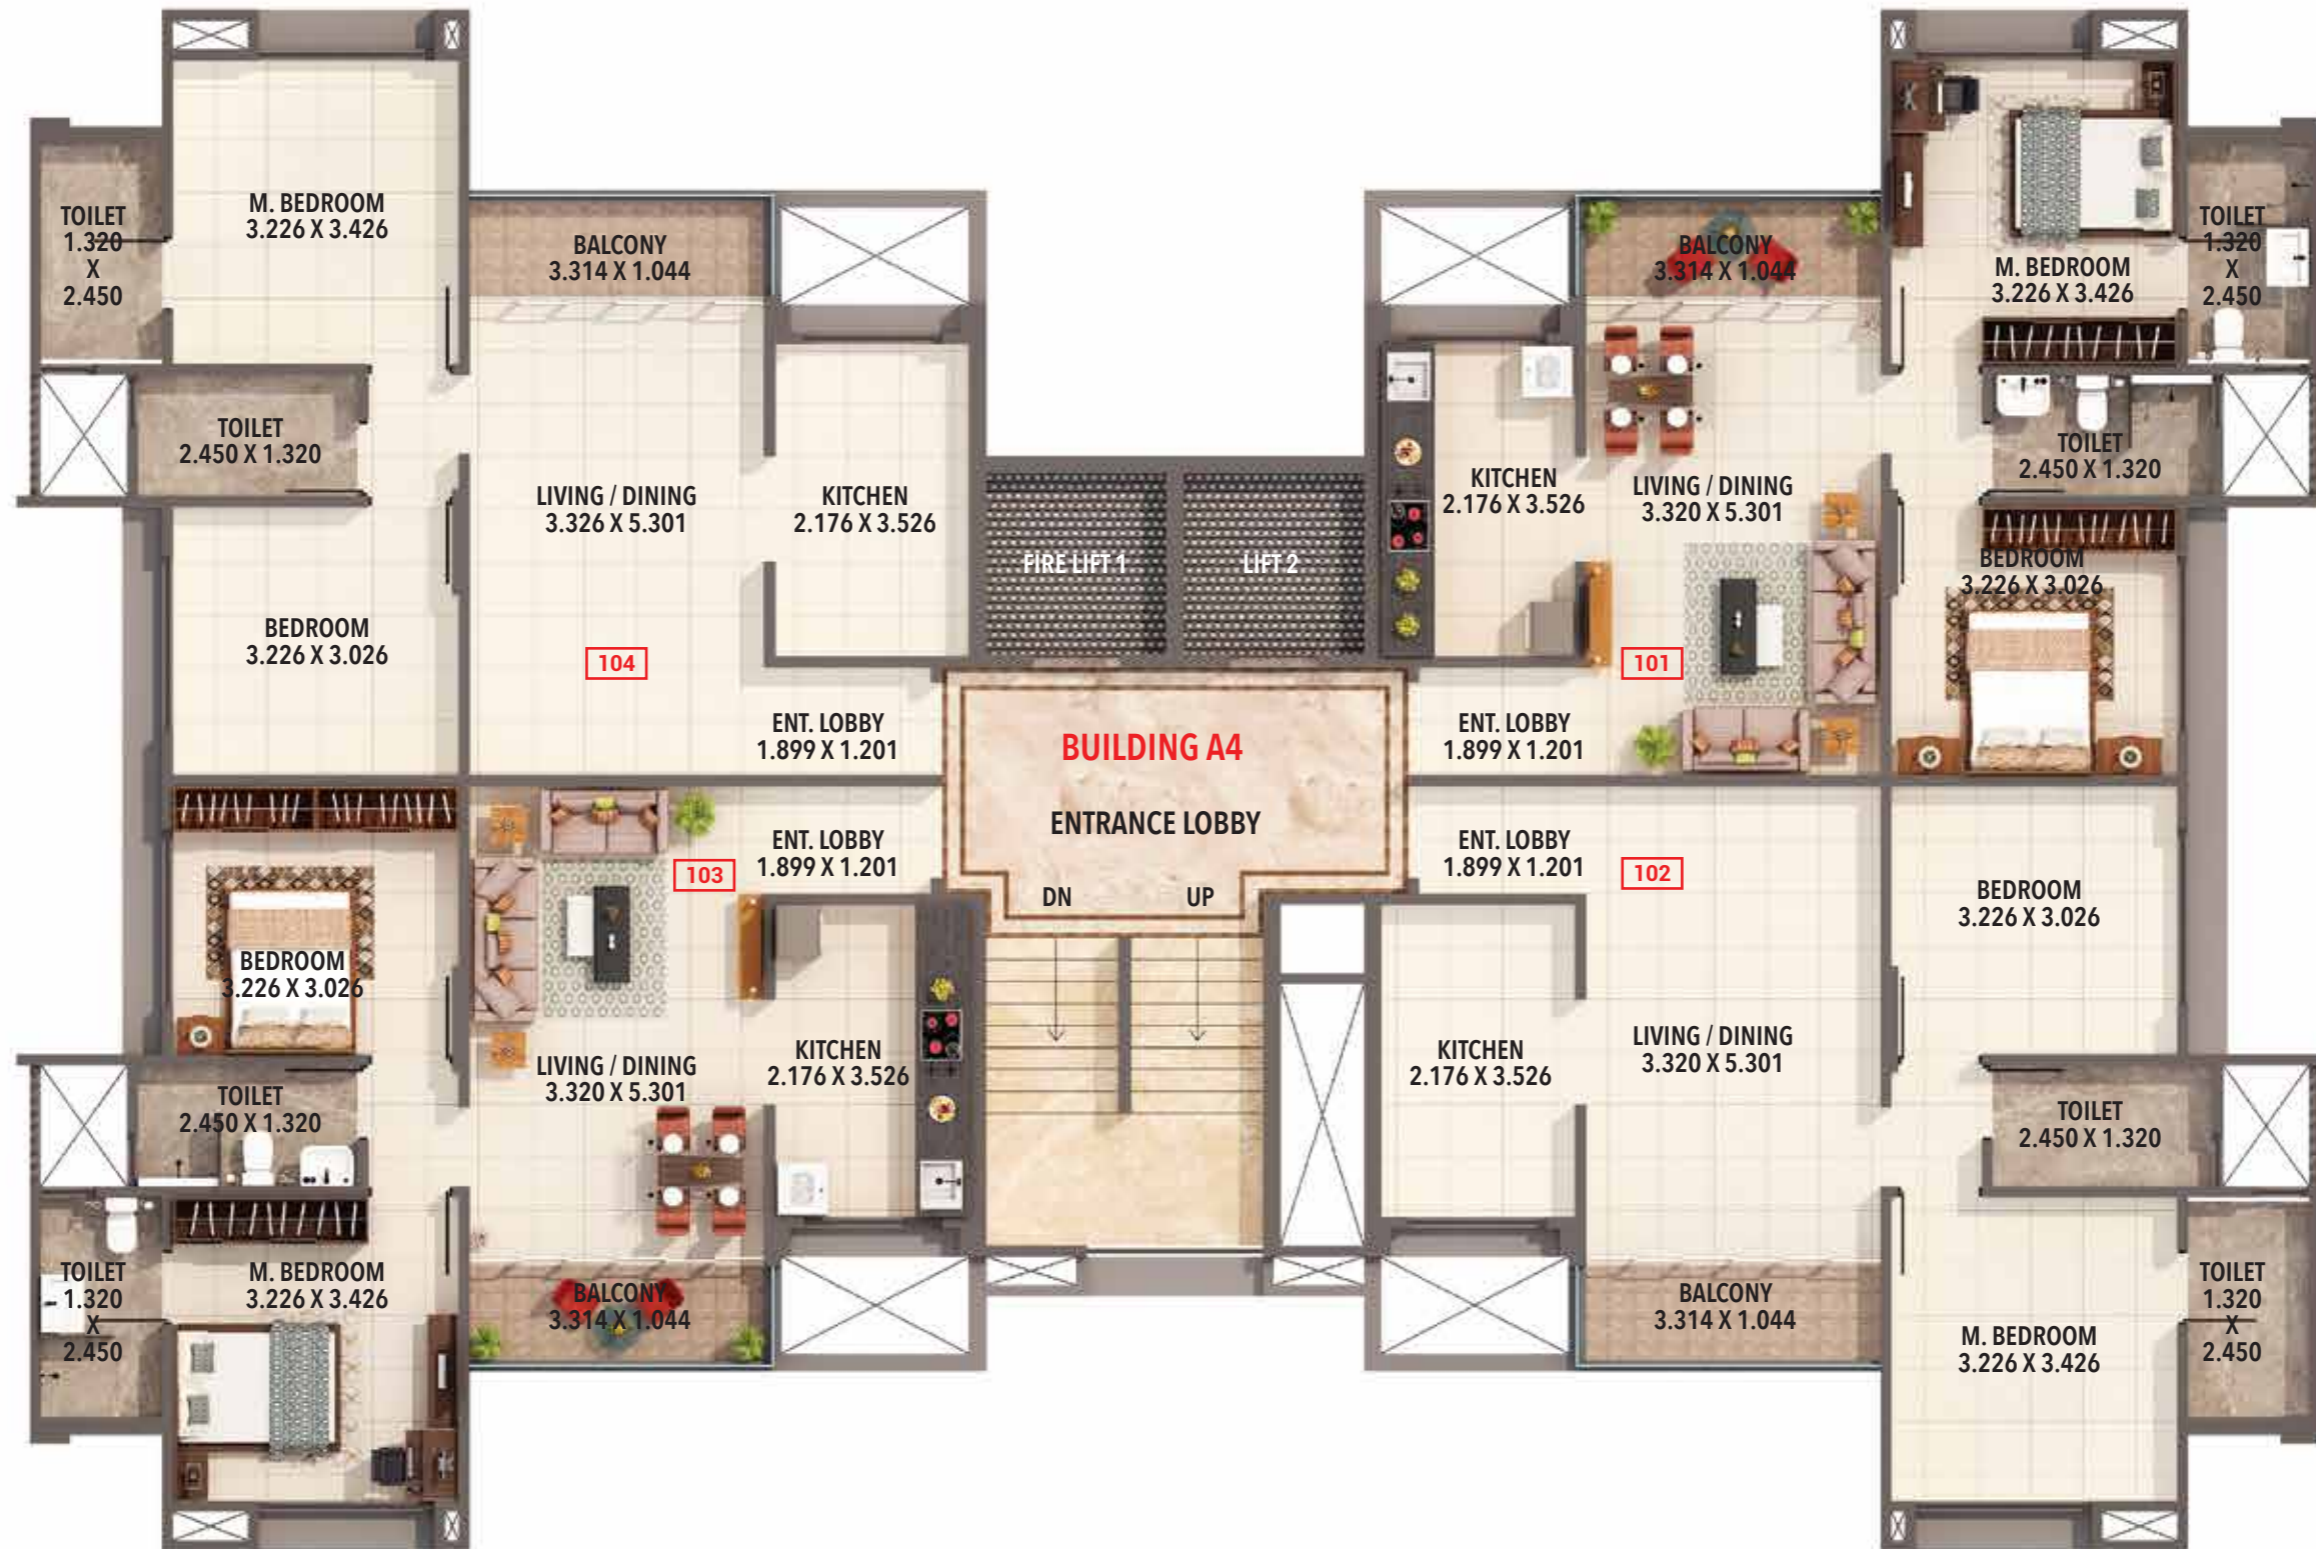 M. BEDROOM
3.226 X 3.426
TOILET
1.320
X
2.450
BALCONY
3.314 X 1.044
TOILET
2.450 X 1.320
LIVING / DINING
3.326 X 5.301
KITCHEN
2.176 X 3.526
BEDROOM
3.226 X 3.026
104
ENT. LOBBY
1.899 X 1.201
FIRE LIFT 1
LIFT 2
BALCONY
3.314 X 1.044
M. BEDROOM
3.226 X 3.426
TOILET
1.320
X
2.450
TOILET
2.450 X 1.320
KITCHEN
2.176 X 3.526
LIVING / DINING
3.320 X 5.301
BEDROOM
3.226 X 3.026
101
ENT. LOBBY
1.899 X 1.201
BUILDING A4
ENTRANCE LOBBY
DN
UP
ENT. LOBBY
1.899 X 1.201
103
BEDROOM
3.226 X 3.026
LIVING / DINING
3.320 X 5.301
KITCHEN
2.176 X 3.526
TOILET
2.450 X 1.320
TOILET
1.320
X
2.450
M. BEDROOM
3.226 X 3.426
BALCONY
3.314 X 1.044
ENT. LOBBY
1.899 X 1.201
102
BEDROOM
3.226 X 3.026
KITCHEN
2.176 X 3.526
LIVING / DINING
3.320 X 5.301
TOILET
2.450 X 1.320
BALCONY
3.314 X 1.044
M. BEDROOM
3.226 X 3.426
TOILET
1.320
X
2.450